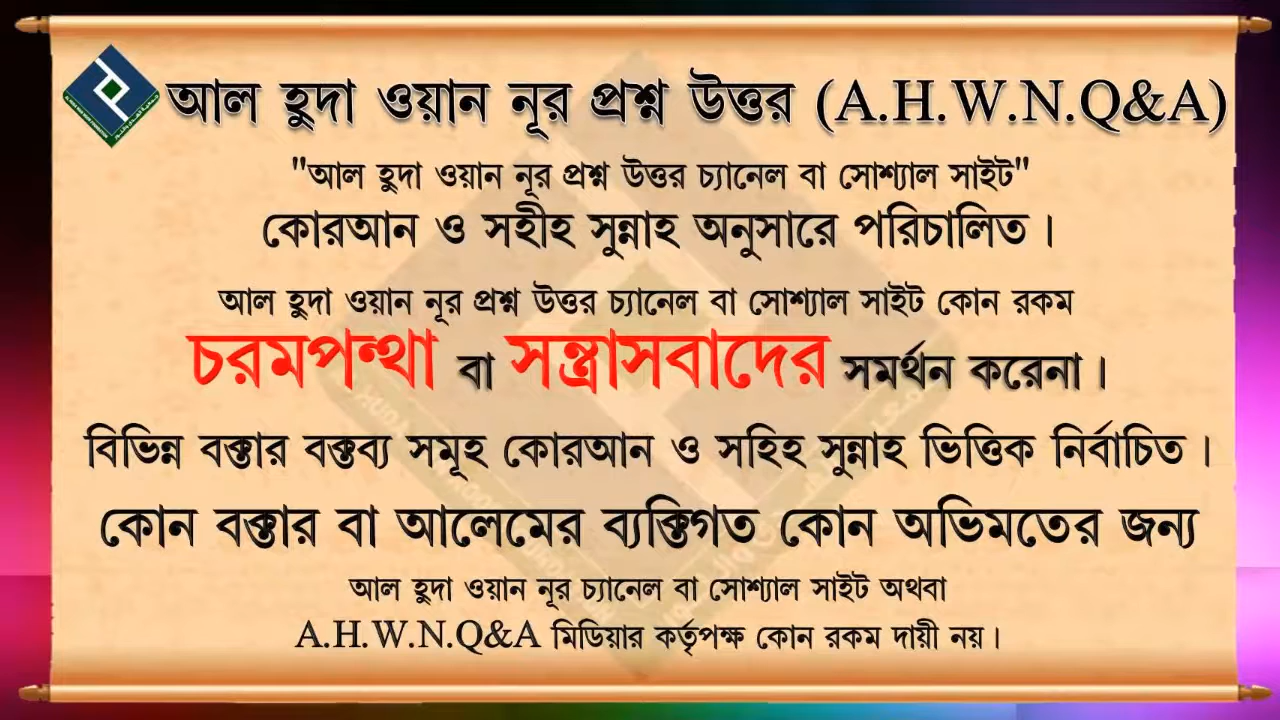 আল হুদা ওয়ান নূর প্রশ্ন উত্তর (A.H.W.N.Q&A)
"আল হুদা ওয়ান নূর প্রশ্ন উত্তর চ্যানেল বা সোশ্যাল সাইট"
কোরআন ও সহীহ সুন্নাহ অনুসারে পরিচালিত।
আল হুদা ওয়ান নূর প্রশ্ন উত্তর চ্যানেল বা সোশ্যাল সাইট কোন রকম
চরমপন্থা বা সন্ত্রাসবাদের সমর্থন করেনা।
বিভিন্ন বক্তার বক্তব্য সমূহ কোরআন ও সহিহ সুন্নাহ ভিত্তিক নির্বাচিত।
কোন বক্তার বা আলেমের ব্যক্তিগত কোন অভিমতের জন্য
আল হুদা ওয়ান নূর চ্যানেল বা সোশ্যাল সাইট অথবা
A.H.W.N.Q&A মিডিয়ার কর্তৃপক্ষ কোন রকম দায়ী নয়।